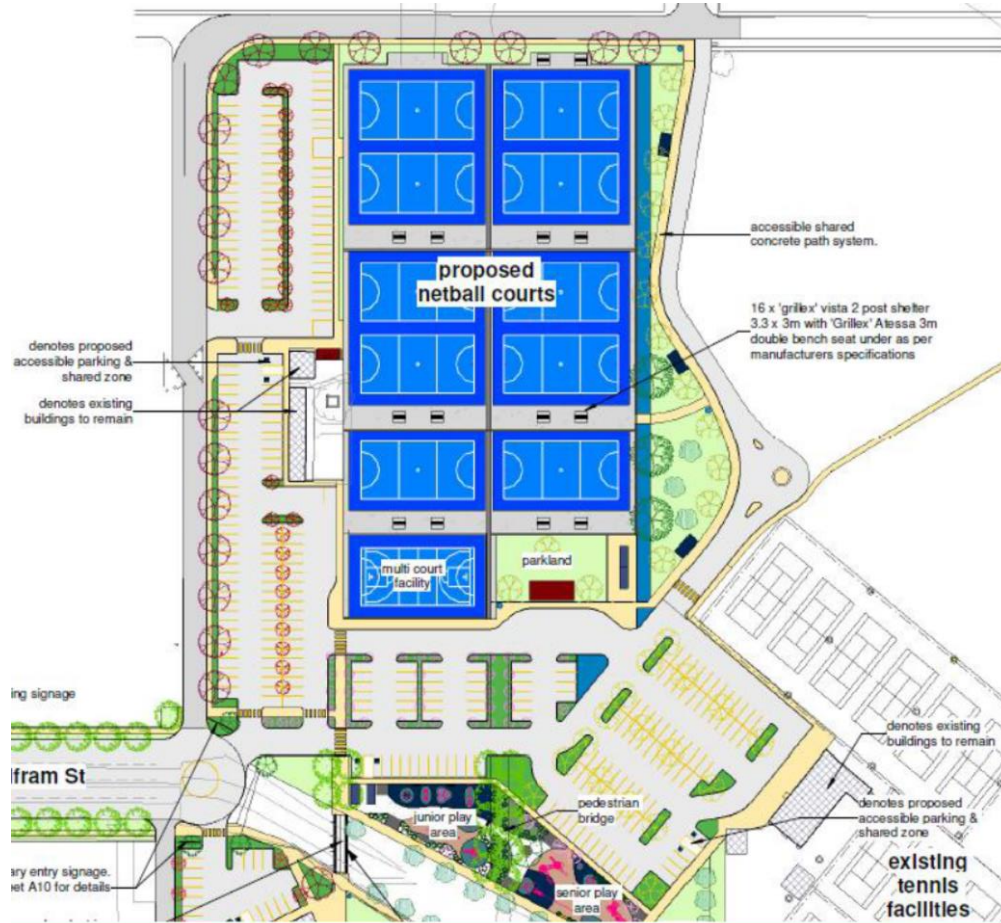 proposed
netball courts
accessible shared
concrete path system.
16 x 'grillex' vista 2 post shelter
3.3 x 3m with 'Grillex' Atessa 3m
double bench seat under as per
manufacturers specifications
denotes proposed
accessible parking &
shared zone
denotes existing
buildings to remain
multi court
facility
parkland
ing signage
denotes existing
buildings to remain
lfram St
junior play
area
pedestrian
bridge
denotes proposed
accessible parking &
shared zone
ary entry signage.
eet A10 for details
senior play
area
existing
tennis
facilities